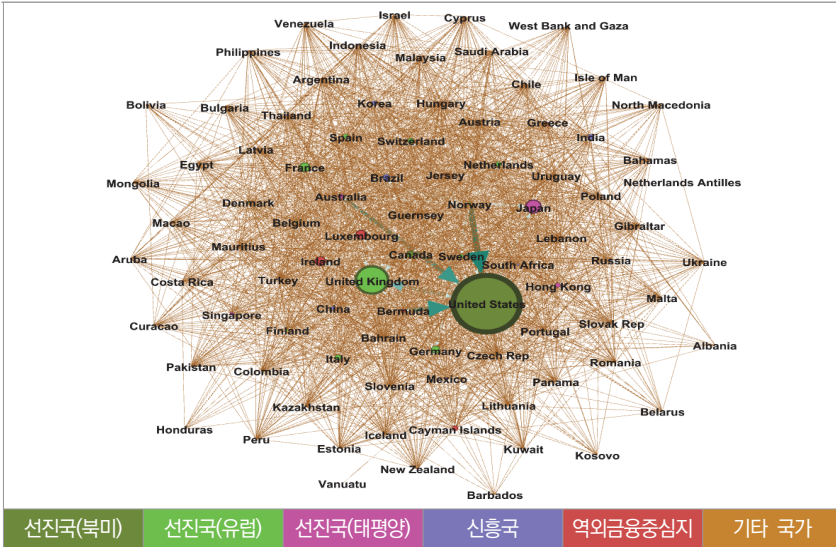 Israel
Venezuela
Cyprus
West Bank and Gaza
Philippines
Indonesia
Malaysia
Saudi Arabia
Argentina
Chile
Isle of Man
Bolivia
Bulgaria
Thailand
Korea
Hungary
Austria
Greece
North Macedonia
Latvia
Spain
Switzerland
India
Egypt
France
Brazil
Jersey
Netherlands
Uruguay
Bahamas
Mongolia
Netherlands Antilles
Denmark
Australia
Guernsey
Norway
Japan
Poland
Macao
Belgium
Luxembourg
Lebanon
Gibraltar
Mauritius
Aruba
Ireland
Canada
Sweden
South Africa
Russia
Ukraine
Costa Rica
Turkey
United Kingdom
Hong Kong
Singapore
China
Bermuda
United States
Malta
Curacao
Finland
Bahrain
Portugal
Slovak Rep
Albania
Pakistan
Colombia
Italy
Germany
Czech Rep
Romania
Slovenia
Mexico
Panama
Kazakhstan
Lithuania
Belarus
Honduras
Peru
Estonia
Iceland
Cayman Islands
Kuwait
Kosovo
New Zealand
Vanuatu
Barbados
선진국(북미) 선진국(유럽) 선진국(태평양) 신흥국 역외금융중심지 기타 국가